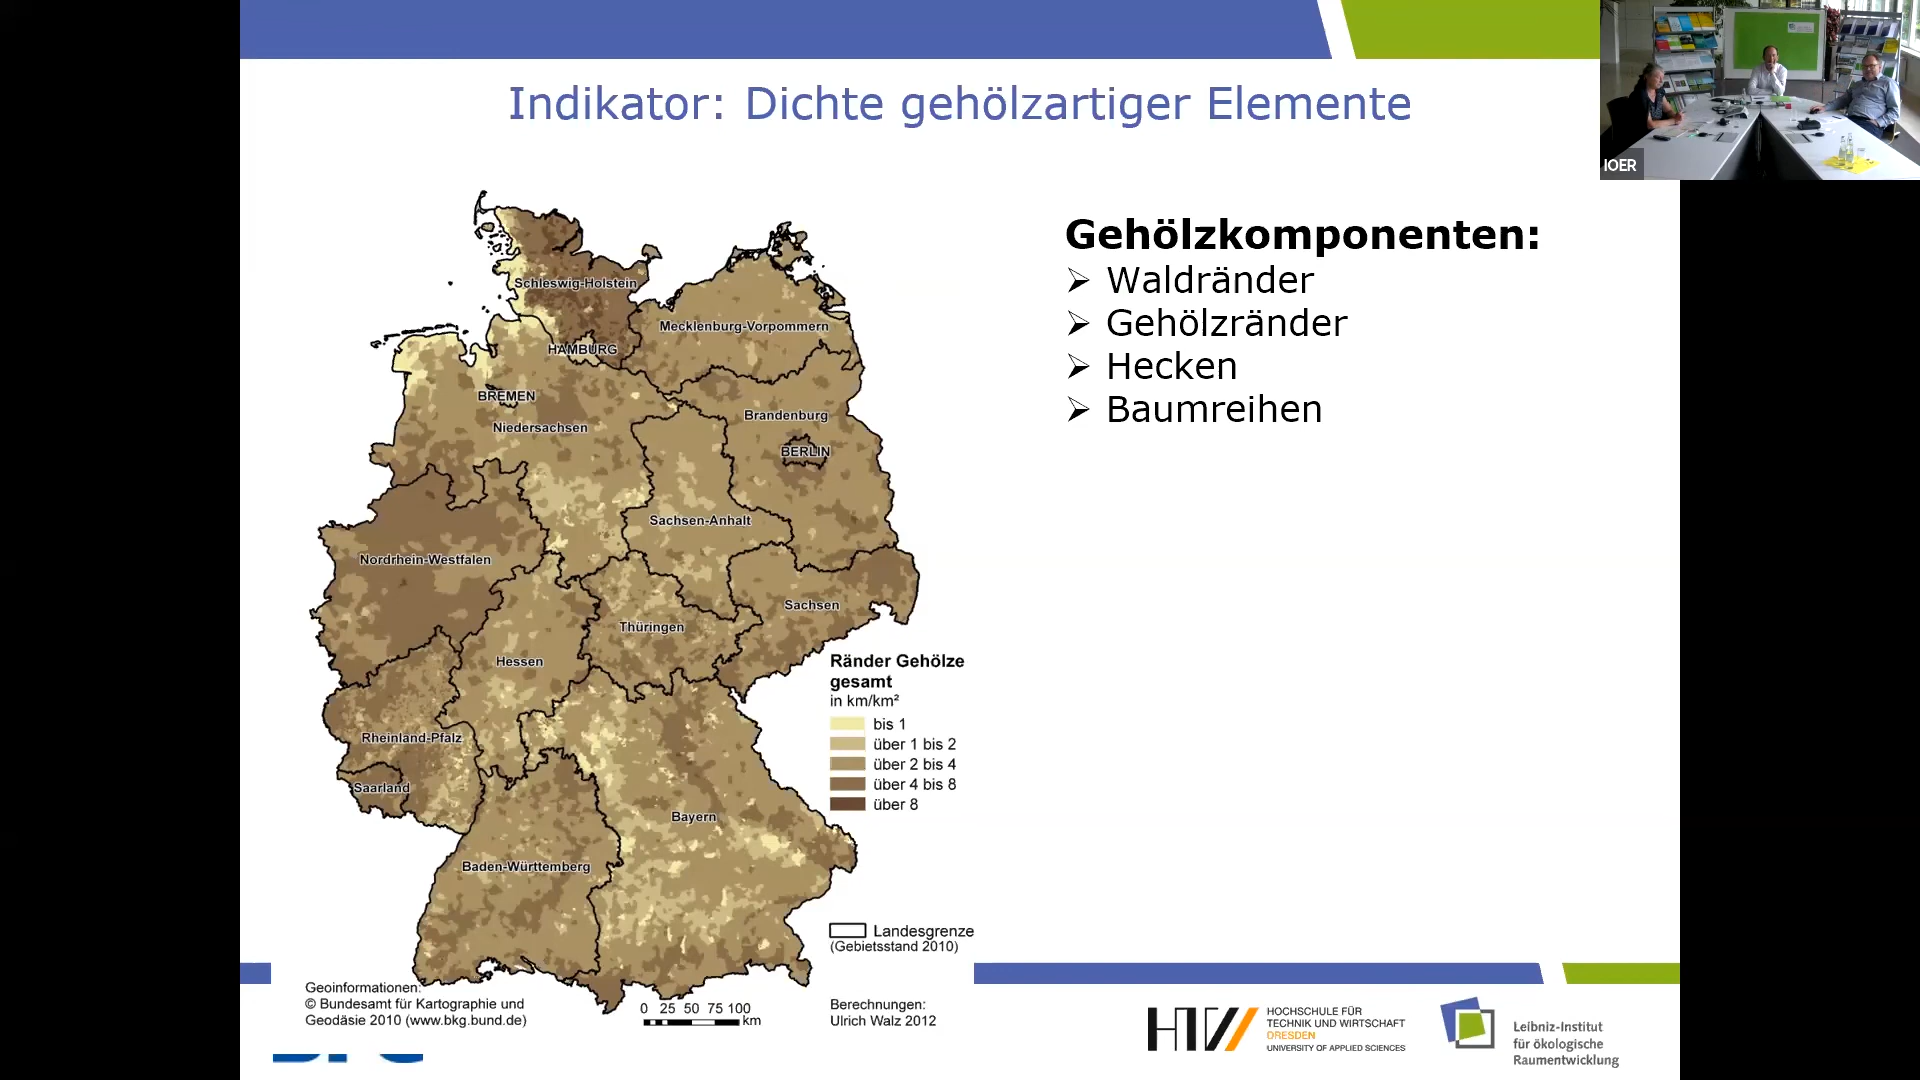 Indikator: Dichte gehölzartiger Elemente
IOER
Gehölzkomponenten:
Waldränder
Gehölzränder
Hecken
Baumreihen
Schleswig-Holstein
Mecklenburg-Vorpommern
HAMBURG
BREMEN
Niedersachsen
Brandenburg
BERLIN
Sachsen-Anhalt
Nordrhein-Westfalen
Sachsen
Thüringen
Hessen
Rheinland-Pfalz
Saarland
Bayern
Baden-Württemberg
Ränder Gehölze
gesamt
in km/km²
bis 1
über 1 bis 2
über 2 bis 4
über 4 bis 8
über 8
Landesgrenze
(Gebietsstand 2010)
Geoinformationen:
© Bundesamt für Kartographie und
Geodäsie 2010 (www.bkg.bund.de)
0 25 50 75 100
km
Berechnungen:
Ulrich Walz 2012
HTW
HOCHSCHULE FÜR
TECHNIK UND WIRTSCHAFT
DRESDEN
UNIVERSITY OF APPLIED SCIENCES
Leibniz-Institut
für ökologische
Raumentwicklung